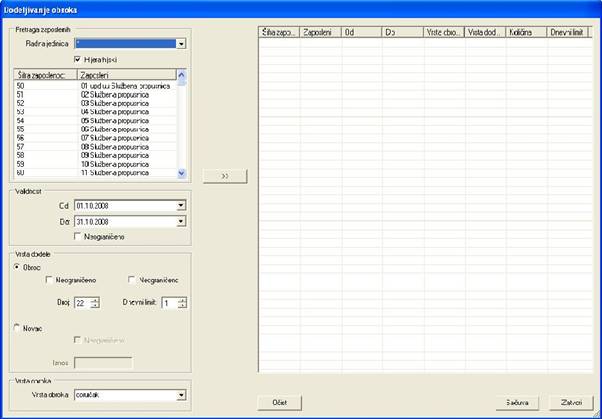 Dodeljivanje obroka
Pretraga zaposlenih
Radna jedinica *
Hijerarhijski
Šifra zaposlenog: Zaposleni
50 01 upd uu Službena propusnica
51 02 Službena propusnica
52 03 Službena propusnica
53 04 Službena propusnica
54 05 Službena propusnica
55 06 Službena propusnica
56 07 Službena propusnica
57 08 Službena propusnica
58 09 Službena propusnica
59 10 Službena propusnica
60 11 Službena propusnica
>>
Šifra zapo... Zaposleni Od Do Vrsta obro... Vrsta dod... Količina Dnevni limit
Validnost
Od 01.10.2008
Do: 31.10.2008
Neograničeno
Vrsta dodele
Obroci
Neograničeno Neograničeno
Broj: 22 Dnevni limit: 1
Novac
Neograničeno
Iznos
Vrsta obroka
Vrsta obroka doručak
Očisti Sačuvaj Zatvori